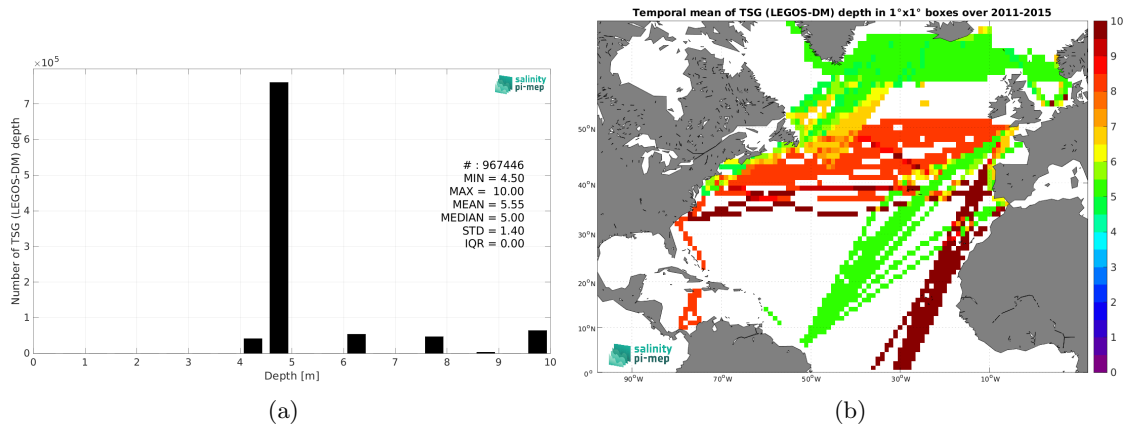 Temporal mean of TSG (LEGOS-DM) depth in 1°x1° boxes over 2011-2015
×10⁵
salinity
pi-mep
Number of TSG (LEGOS-DM) depth
7
6
5
4
3
2
1
0
# : 967446
MIN = 4.50
MAX = 10.00
MEAN = 5.55
MEDIAN = 5.00
STD = 1.40
IQR = 0.00
0 1 2 3 4 5 6 7 8 9 10
Depth [m]
(a)
50°N
40°N
30°N
20°N
10°N
0°
90°W 70°W 50°W 30°W 10°W
salinity
pi-mep
10
9
8
7
6
5
4
3
2
1
0
(b)